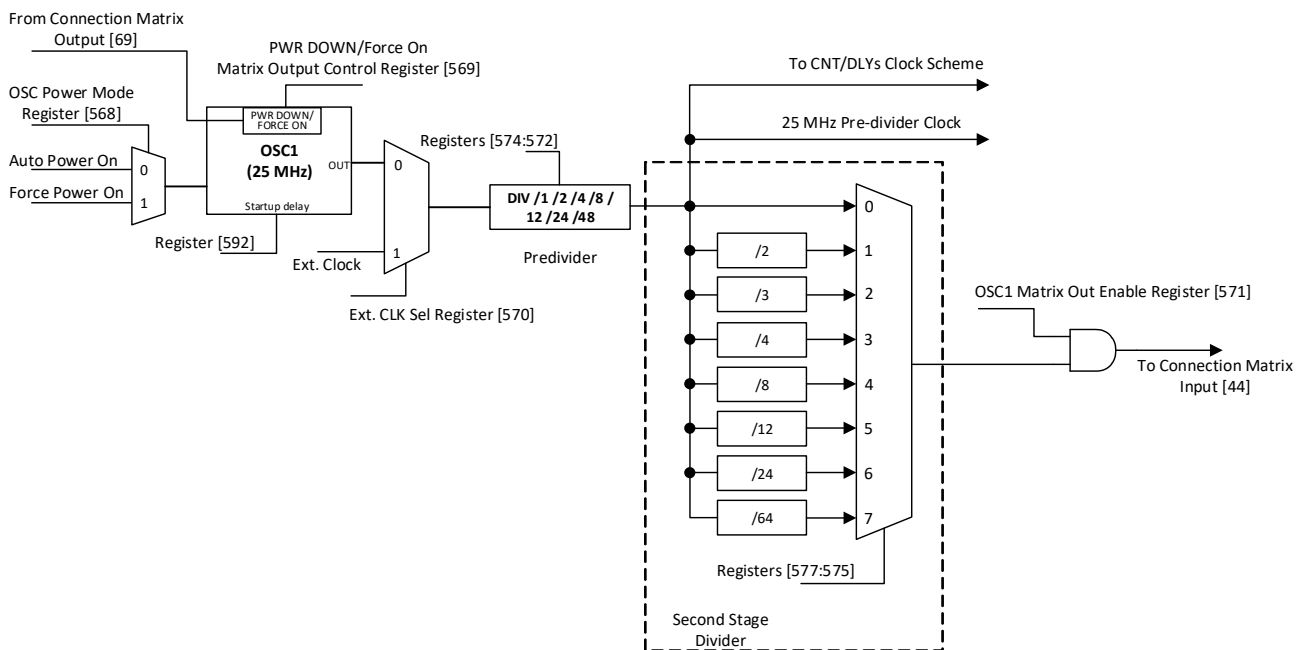 From Connection Matrix
Output [69]
PWR DOWN/Force On
Matrix Output Control Register [569]
OSC Power Mode
Register [568]
Auto Power On
Force Power On
0
1
PWR DOWN/
FORCE ON
OSC1
(25 MHz)
OUT
Startup delay
Register [592]
0
1
Ext. Clock
Ext. CLK Sel Register [570]
Registers [574:572]
DIV /1 /2 /4 /8 /
12 /24 /48
Predivider
To CNT/DLYs Clock Scheme
25 MHz Pre-divider Clock
0
/2
1
/3
2
/4
3
/8
4
/12
5
/24
6
/64
7
Registers [577:575]
Second Stage
Divider
OSC1 Matrix Out Enable Register [571]
To Connection Matrix
Input [44]